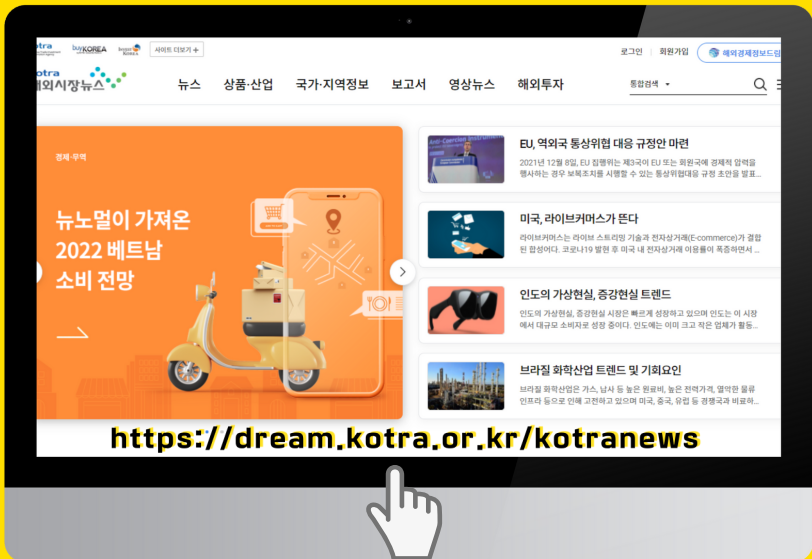 kotra
buyKOREA
Invest KOREA
사이트 더보기 +
로그인
회원가입
해외경제정보드림
kotra
해외시장뉴스
뉴스
상품·산업
국가·지역정보
보고서
영상뉴스
해외투자
통합검색
경제·무역
뉴노멀이 가져온
2022 베트남
소비 전망
EU, 역외국 통상위협 대응 규정안 마련
2021년 12월 8일, EU 집행위는 제3국이 EU 또는 회원국에 경제적 압력을
행사하는 경우 보복조치를 시행할 수 있는 통상위협대응 규정 초안을 발표...
미국, 라이브커머스가 뜬다
라이브커머스는 라이브 스트리밍 기술과 전자상거래(E-commerce)가 결합
된 합성어다. 코로나19 발현 후 미국 내 전자상거래 이용률이 폭증하면서 ...
인도의 가상현실, 증강현실 트렌드
인도의 가상현실, 증강현실 시장은 빠르게 성장하고 있으며 인도는 이 시장
에서 대규모 소비자로 성장 중이다. 인도에는 이미 크고 작은 업체가 활동...
브라질 화학산업 트렌드 및 기회요인
브라질 화학산업은 가스, 납사 등 높은 원료비, 높은 전력가격, 열악한 물류
인프라 등으로 인해 고전하고 있으며 미국, 중국, 유럽 등 경쟁국과 비료하...
https://dream.kotra.or.kr/kotranews